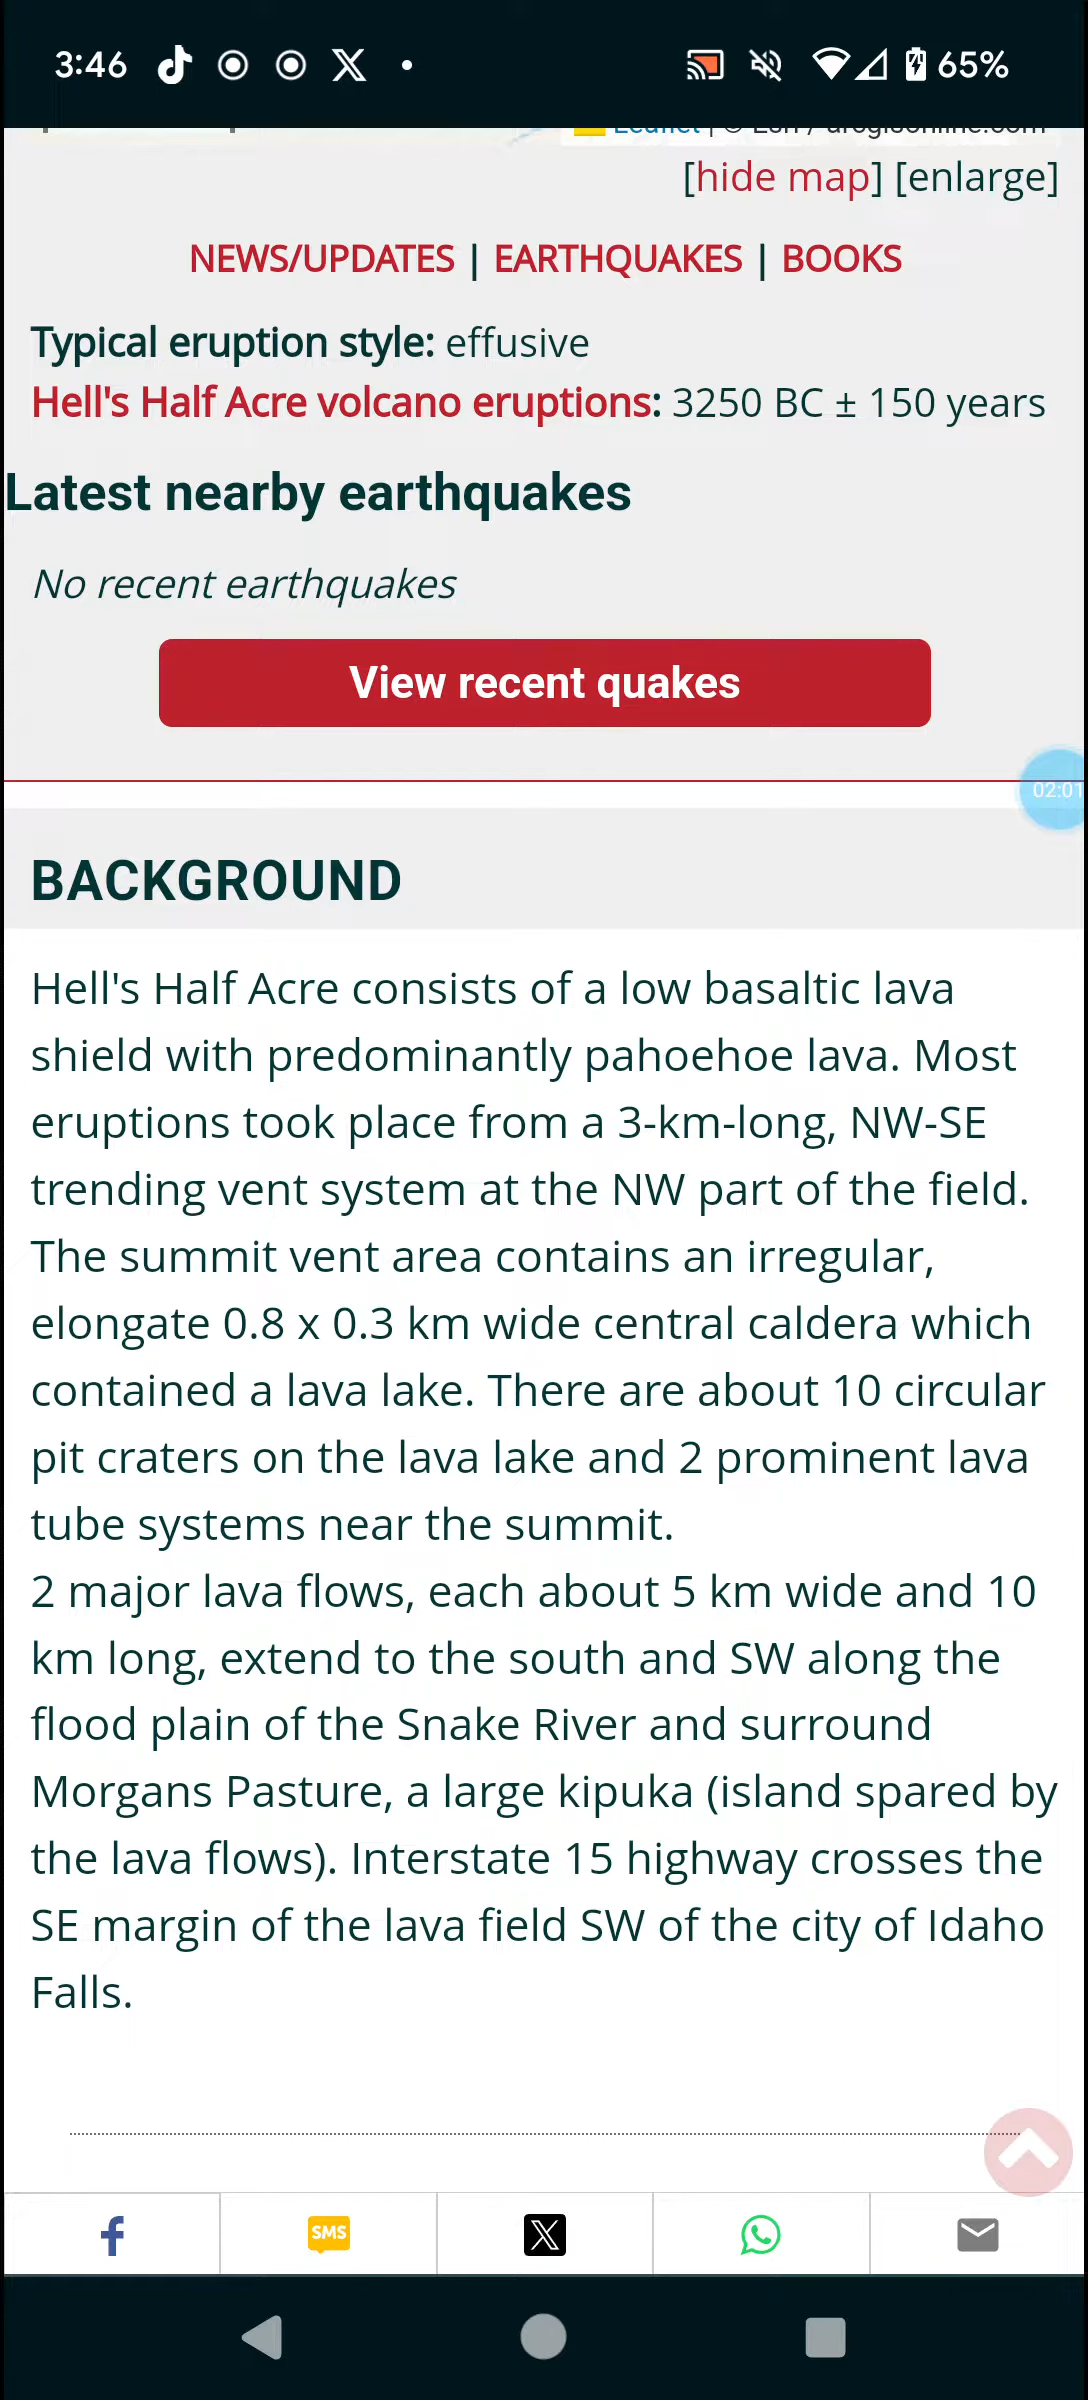 3:46 65%
Leaflet | © Esri / arcgisonline.com
[hide map] [enlarge]
NEWS/UPDATES | EARTHQUAKES | BOOKS
Typical eruption style: effusive
Hell's Half Acre volcano eruptions: 3250 BC ± 150 years
Latest nearby earthquakes
No recent earthquakes
View recent quakes
02:01
BACKGROUND
Hell's Half Acre consists of a low basaltic lava
shield with predominantly pahoehoe lava. Most
eruptions took place from a 3-km-long, NW-SE
trending vent system at the NW part of the field.
The summit vent area contains an irregular,
elongate 0.8 x 0.3 km wide central caldera which
contained a lava lake. There are about 10 circular
pit craters on the lava lake and 2 prominent lava
tube systems near the summit.
2 major lava flows, each about 5 km wide and 10
km long, extend to the south and SW along the
flood plain of the Snake River and surround
Morgans Pasture, a large kipuka (island spared by
the lava flows). Interstate 15 highway crosses the
SE margin of the lava field SW of the city of Idaho
Falls.
SMS